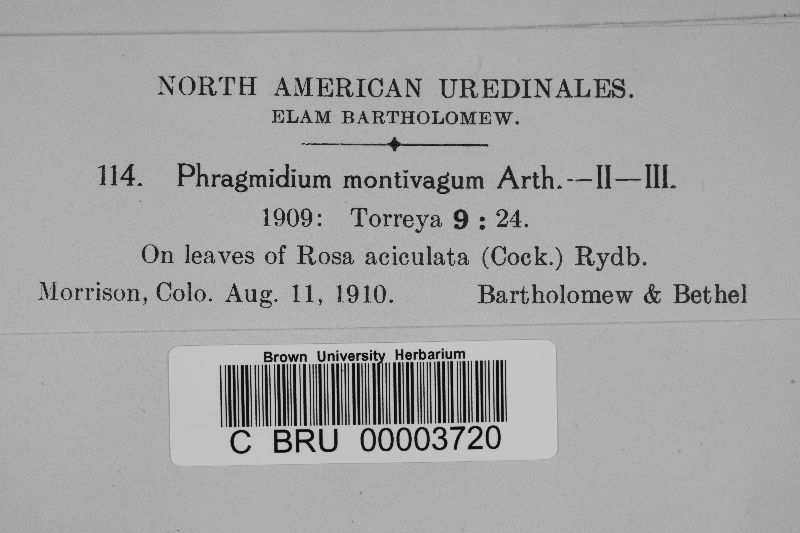 NORTH AMERICAN UREDINALES.
ELAM BARTHOLOMEW.
114. Phragmidium montivagum Arth.—II—III.
1909: Torreya 9 : 24.
On leaves of Rosa aciculata (Cock.) Rydb.
Morrison, Colo. Aug. 11, 1910. Bartholomew & Bethel
Brown University Herbarium
C BRU 00003720